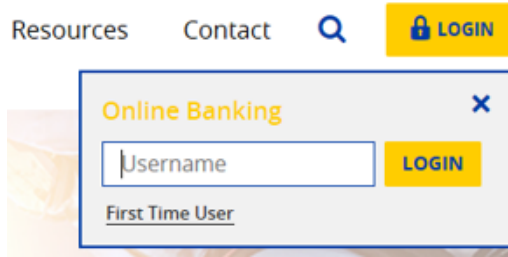 Resources Contact LOGIN
Online Banking
Username LOGIN
First Time User